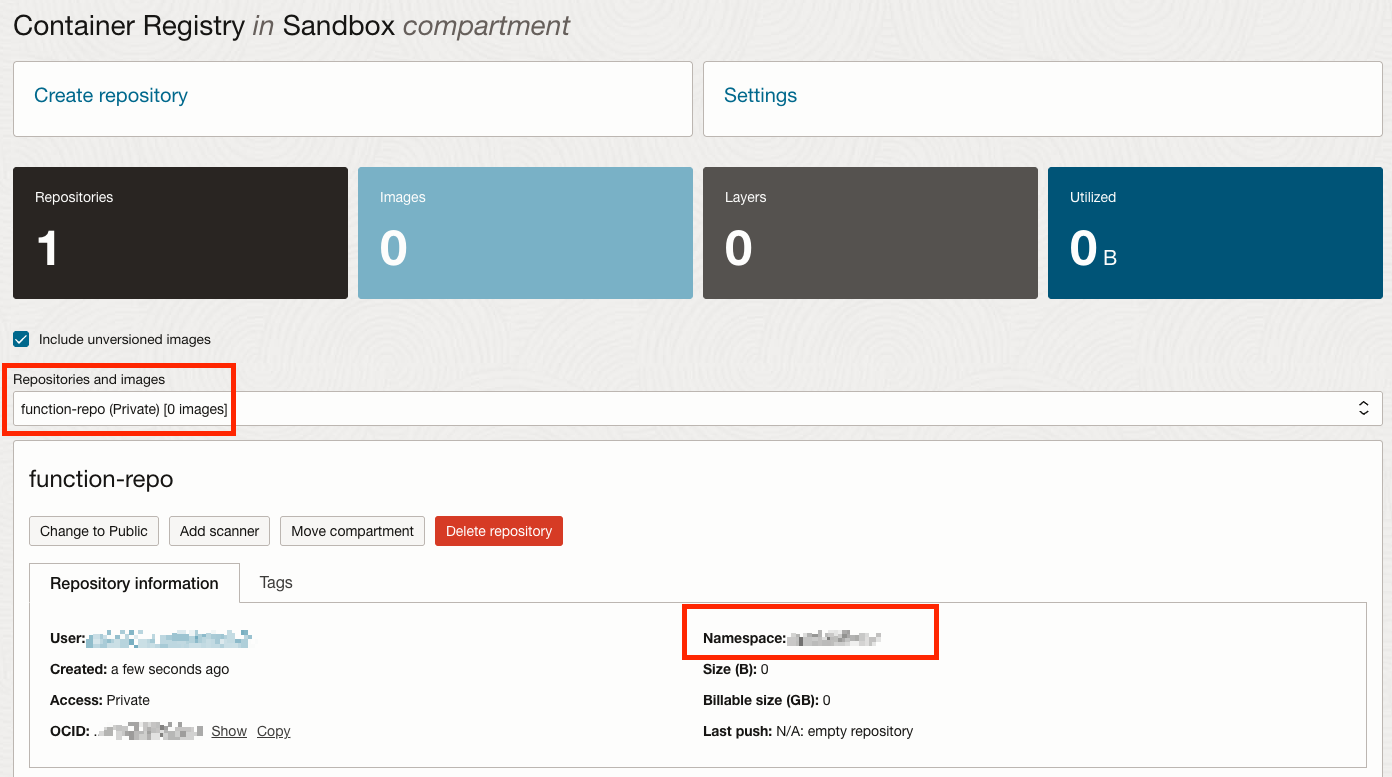 Container Registry in Sandbox compartment
Create repository
Settings
Repositories
1
Images
0
Layers
0
Utilized
0 B
Include unversioned images
Repositories and images
function-repo (Private) [0 images]
function-repo
Change to Public
Add scanner
Move compartment
Delete repository
Repository information
Tags
User:
Namespace:
Created: a few seconds ago
Size (B): 0
Access: Private
Billable size (GB): 0
OCID: Show Copy
Last push: N/A: empty repository